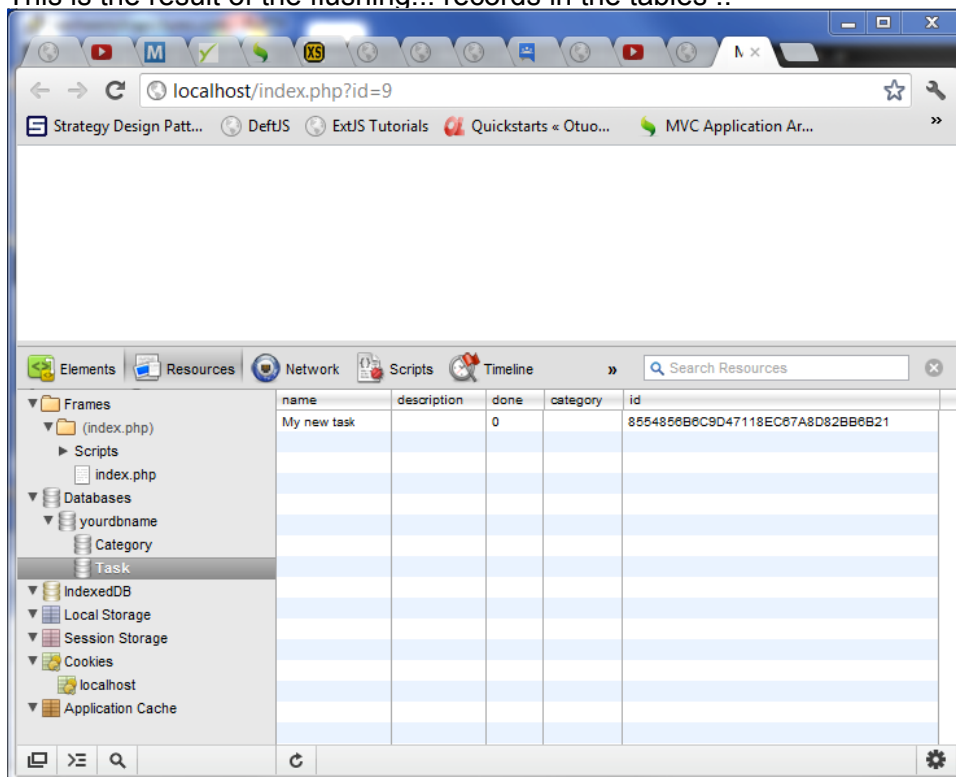 This is the result of the flushing... records in the tables ..
M
XS
localhost/index.php?id=9
Strategy Design Patt... DeftJS ExtJS Tutorials Quickstarts « Otuo... MVC Application Ar... »
Elements Resources Network Scripts Timeline » Search Resources
name description done category id
Frames
My new task 0 8554856B6C9D47118EC67A8D82BB6B21
(index.php)
Scripts
index.php
Databases
yourdbname
Category
Task
IndexedDB
Local Storage
Session Storage
Cookies
localhost
Application Cache